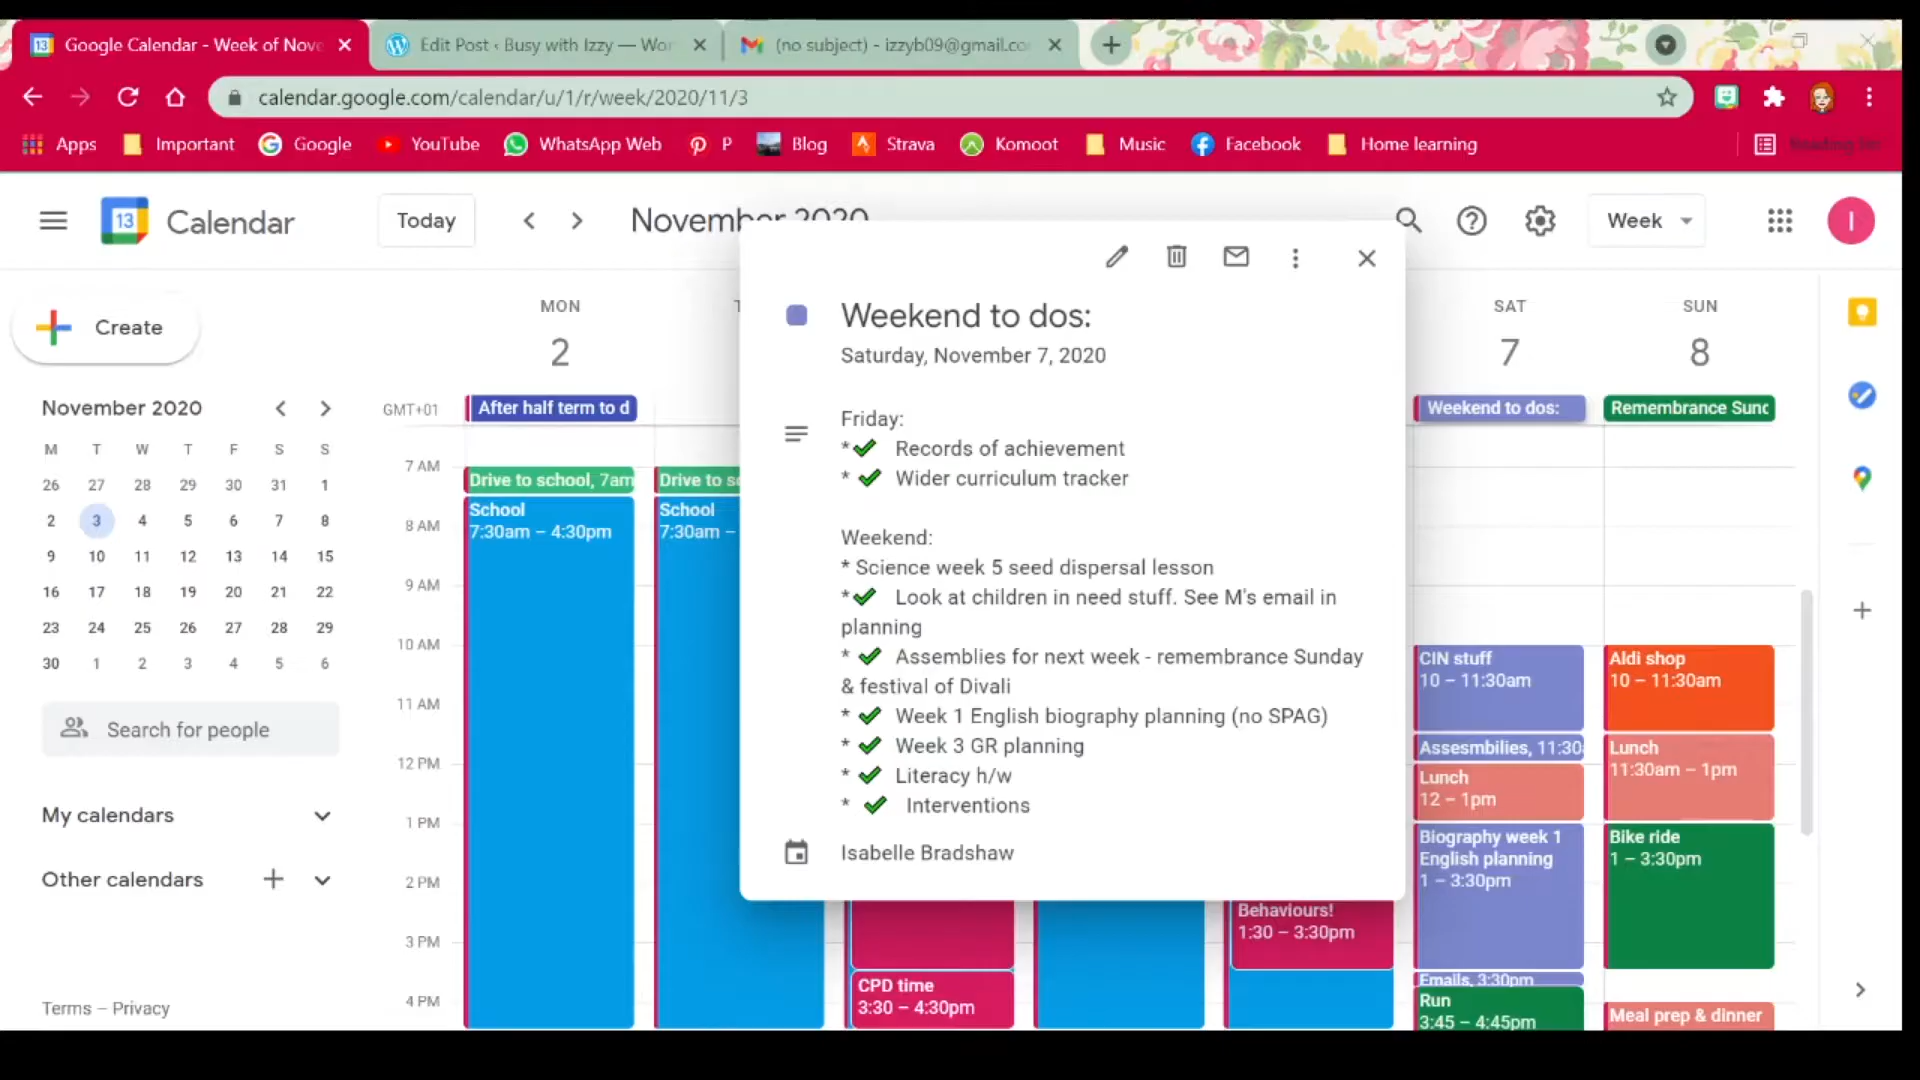 Google Calendar - Week of Nove
Edit Post ‹ Busy with Izzy — Wor
(no subject) - izzyb09@gmail.co
calendar.google.com/calendar/u/1/r/week/2020/11/3
Apps
Important
Google
YouTube
WhatsApp Web
P
Blog
Strava
Komoot
Music
Facebook
Home learning
Reading list
13
Calendar
Today
November 2020
Week
I
Create
November 2020
M T W T F S S
26 27 28 29 30 31 1
2 3 4 5 6 7 8
9 10 11 12 13 14 15
16 17 18 19 20 21 22
23 24 25 26 27 28 29
30 1 2 3 4 5 6
Search for people
My calendars
Other calendars
Terms – Privacy
MON
2
T
SAT
7
SUN
8
GMT+01
After half term to d
Weekend to dos:
Remembrance Sunc
7 AM
8 AM
9 AM
10 AM
11 AM
12 PM
1 PM
2 PM
3 PM
4 PM
Drive to school, 7am
School
7:30am – 4:30pm
Drive to sc
School
7:30am –
Weekend to dos:
Saturday, November 7, 2020
Friday:
*✔ Records of achievement
* ✔ Wider curriculum tracker
Weekend:
* Science week 5 seed dispersal lesson
*✔ Look at children in need stuff. See M's email in
planning
* ✔ Assemblies for next week - remembrance Sunday
& festival of Divali
* ✔ Week 1 English biography planning (no SPAG)
* ✔ Week 3 GR planning
* ✔ Literacy h/w
* ✔ Interventions
Isabelle Bradshaw
CPD time
3:30 – 4:30pm
Behaviours!
1:30 – 3:30pm
CIN stuff
10 – 11:30am
Assesmbilies, 11:30
Lunch
12 – 1pm
Biography week 1
English planning
1 – 3:30pm
Emails, 3:30pm
Run
3:45 – 4:45pm
Aldi shop
10 – 11:30am
Lunch
11:30am – 1pm
Bike ride
1 – 3:30pm
Meal prep & dinner